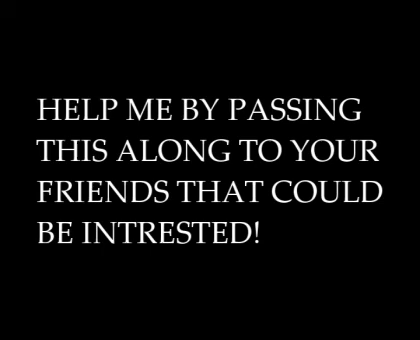 HELP ME BY PASSING
THIS ALONG TO YOUR
FRIENDS THAT COULD
BE INTRESTED!